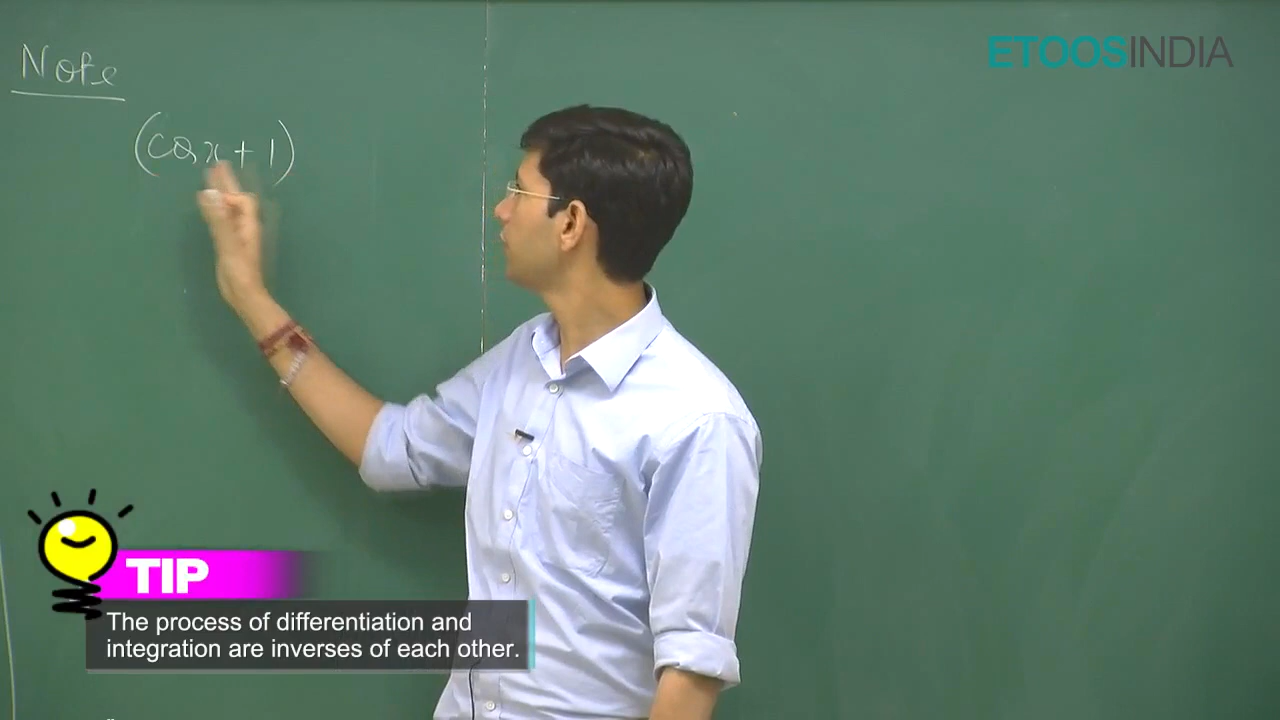 Note
ETOOSINDIA
(cos x + 1)
TIP
The process of differentiation and
integration are inverses of each other.